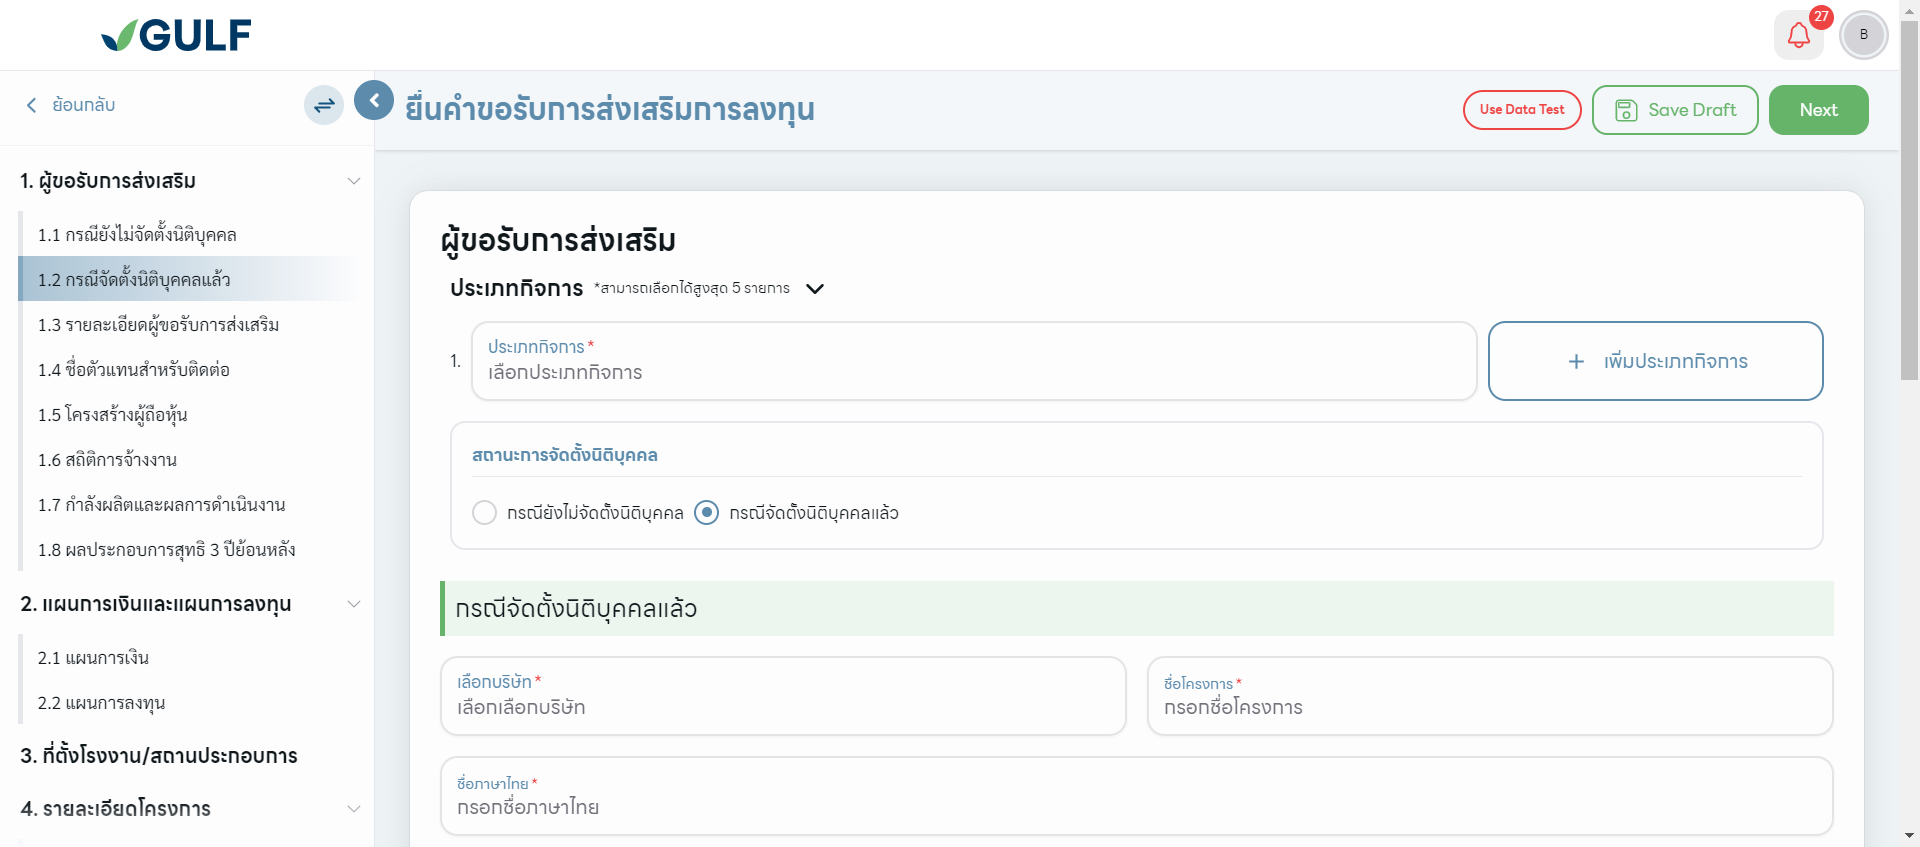 GULF
27
B
ย้อนกลับ
ยื่นคำขอรับการส่งเสริมการลงทุน
Use Data Test
Save Draft
Next
1. ผู้ขอรับการส่งเสริม
1.1 กรณียังไม่จัดตั้งนิติบุคคล
1.2 กรณีจัดตั้งนิติบุคคลแล้ว
1.3 รายละเอียดผู้ขอรับการส่งเสริม
1.4 ชื่อตัวแทนสำหรับติดต่อ
1.5 โครงสร้างผู้ถือหุ้น
1.6 สถิติการจ้างงาน
1.7 กำลังผลิตและผลการดำเนินงาน
1.8 ผลประกอบการสุทธิ 3 ปีย้อนหลัง
2. แผนการเงินและแผนการลงทุน
2.1 แผนการเงิน
2.2 แผนการลงทุน
3. ที่ตั้งโรงงาน/สถานประกอบการ
4. รายละเอียดโครงการ
ผู้ขอรับการส่งเสริม
ประเภทกิจการ *สามารถเลือกได้สูงสุด 5 รายการ
1.
ประเภทกิจการ *
เลือกประเภทกิจการ
+ เพิ่มประเภทกิจการ
สถานะการจัดตั้งนิติบุคคล
กรณียังไม่จัดตั้งนิติบุคคล
กรณีจัดตั้งนิติบุคคลแล้ว
กรณีจัดตั้งนิติบุคคลแล้ว
เลือกบริษัท *
เลือกเลือกบริษัท
ชื่อโครงการ *
กรอกชื่อโครงการ
ชื่อภาษาไทย *
กรอกชื่อภาษาไทย